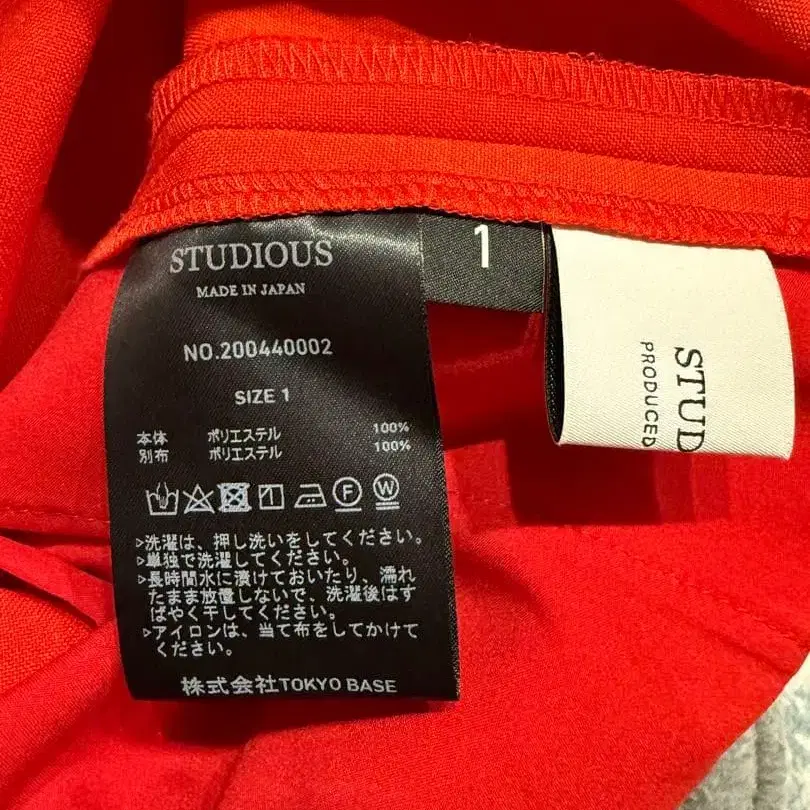 STUDIOUS
MADE IN JAPAN
NO.200440002
SIZE 1
本体 ポリエステル 100%
別布 ポリエステル 100%
F W
▷洗濯は、押し洗いをしてください。
▷単独で洗濯してください。
▷長時間水に漬けておいたり、濡れ
たまま放置しないで、洗濯後はす
ばやく干してください。
▷アイロンは、当て布をしてかけて
ください。
株式会社TOKYO BASE
1
STUD
PRODUCED